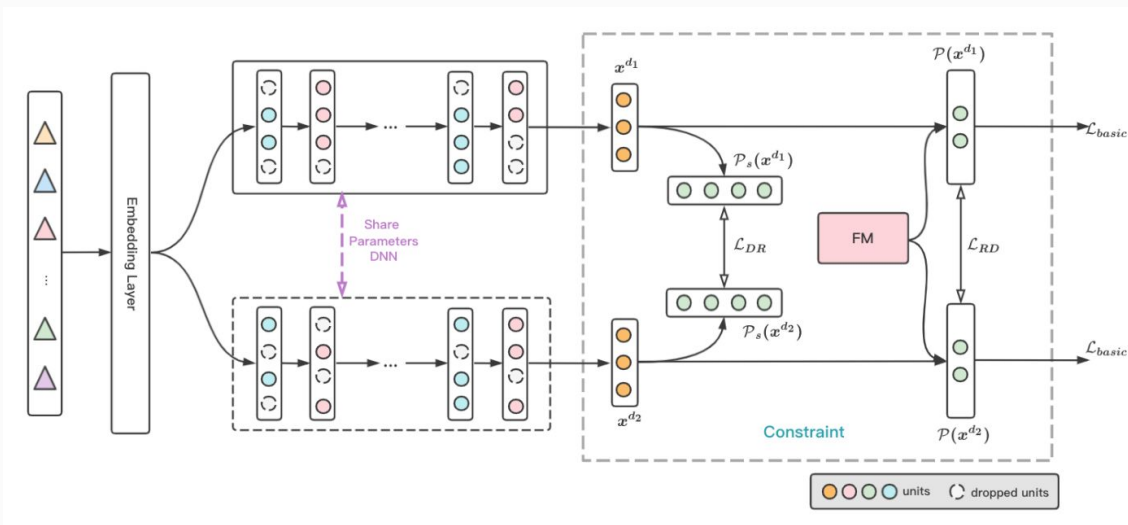 Embedding Layer
...
...
Share
Parameters
DNN
...
x^{d_1}
P_s(x^{d_1})
L_{DR}
P_s(x^{d_2})
x^{d_2}
FM
P(x^{d_1})
L_{RD}
P(x^{d_2})
L_{basic}
L_{basic}
Constraint
units
dropped units